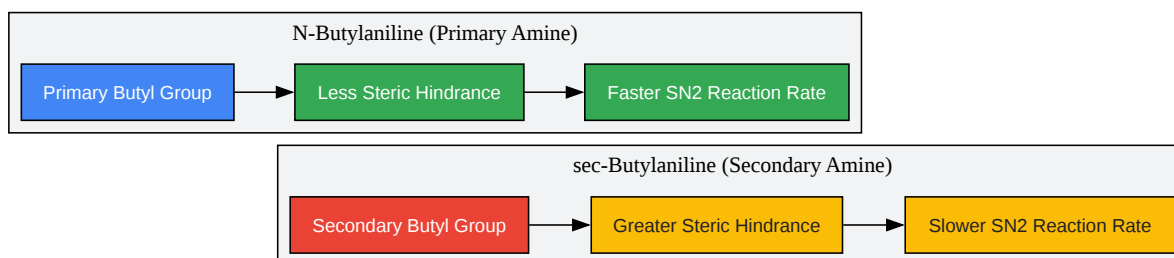 N-Butylaniline (Primary Amine)
Primary Butyl Group
Less Steric Hindrance
Faster SN2 Reaction Rate
sec-Butylaniline (Secondary Amine)
Secondary Butyl Group
Greater Steric Hindrance
Slower SN2 Reaction Rate